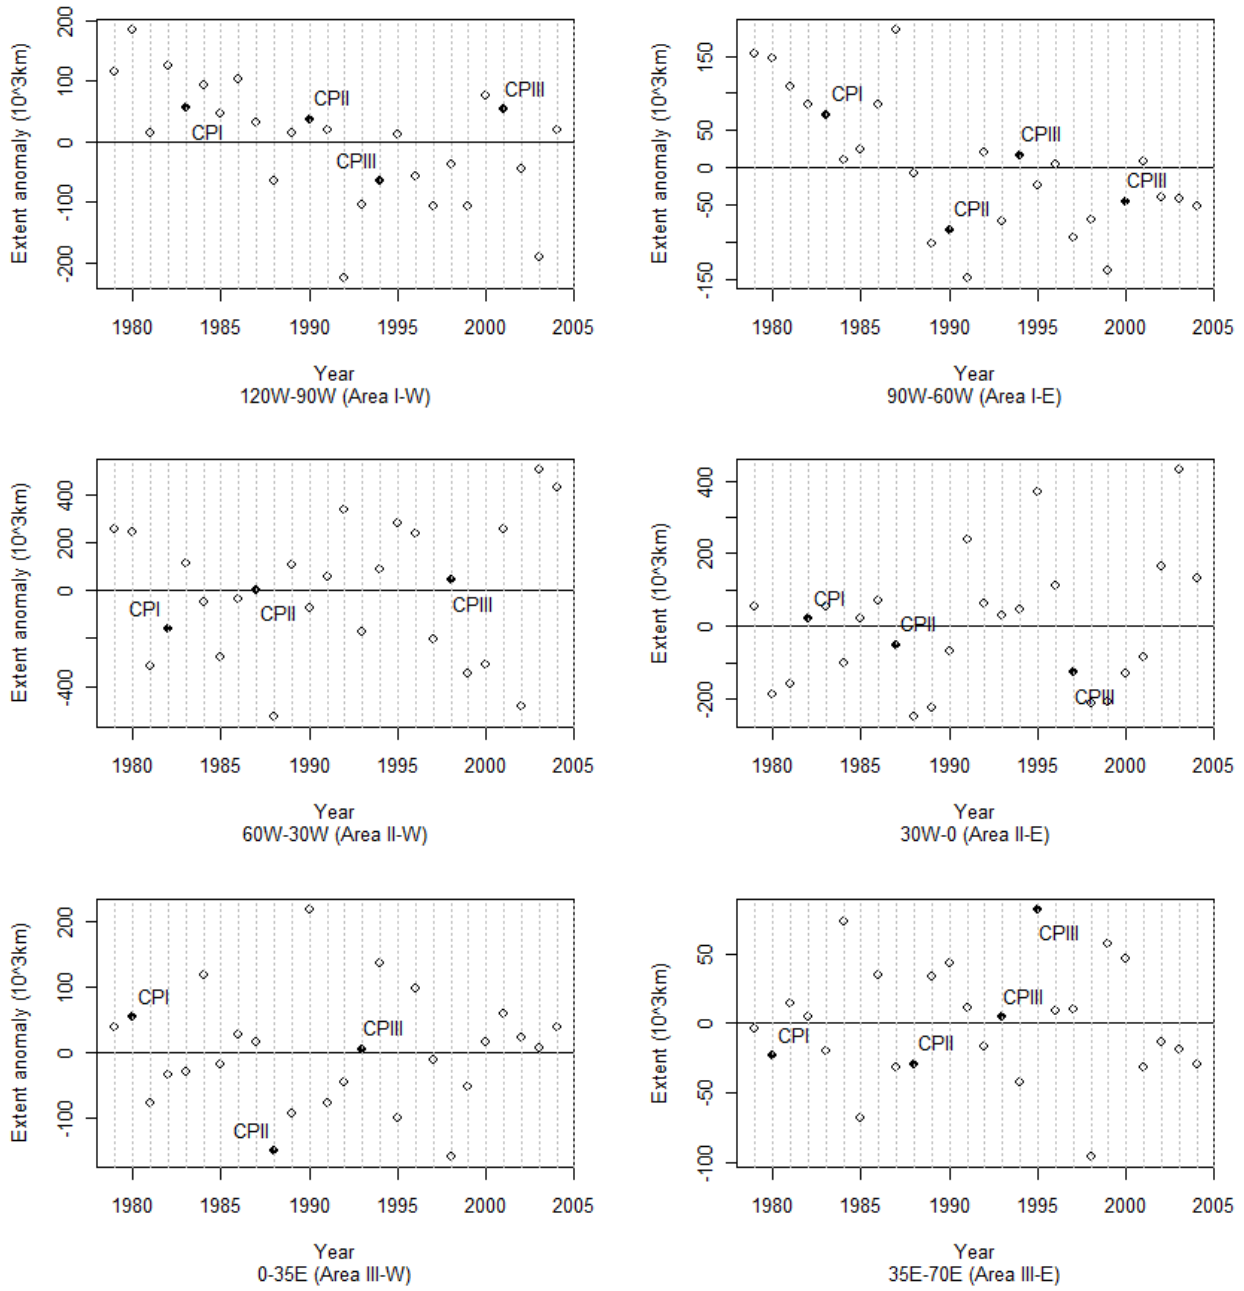 Extent anomaly (10^3km)
200
100
0
-100
-200
CPI
CPII
CPIII
CPIII
1980 1985 1990 1995 2000 2005
Year
120W-90W (Area I-W)
Extent anomaly (10^3km)
150
50
0
-50
-150
CPI
CPII
CPIII
CPIII
1980 1985 1990 1995 2000 2005
Year
90W-60W (Area I-E)
Extent anomaly (10^3km)
400
200
0
-400
CPI
CPII
CPIII
1980 1985 1990 1995 2000 2005
Year
60W-30W (Area II-W)
Extent (10^3km)
400
200
0
-200
CPI
CPII
CPIII
1980 1985 1990 1995 2000 2005
Year
30W-0 (Area II-E)
Extent anomaly (10^3km)
200
100
0
-100
CPI
CPII
CPIII
1980 1985 1990 1995 2000 2005
Year
0-35E (Area III-W)
Extent (10^3km)
50
0
-50
-100
CPI
CPII
CPIII
CPIII
1980 1985 1990 1995 2000 2005
Year
35E-70E (Area III-E)